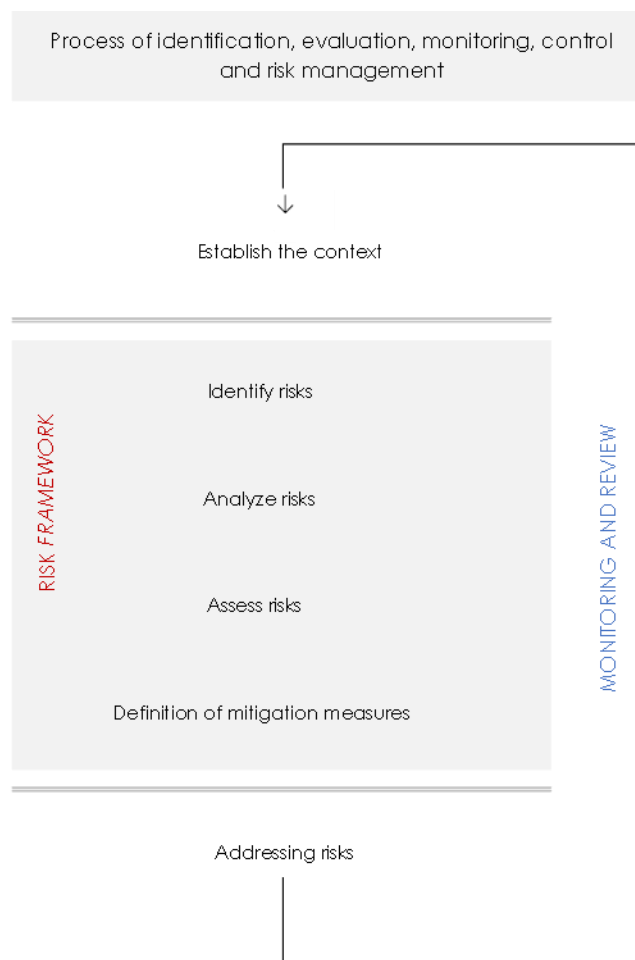 Process of identification, evaluation, monitoring, control
and risk management
Establish the context
Identify risks
RISK FRAMEWORK
Analyze risks
Assess risks
Definition of mitigation measures
MONITORING AND REVIEW
Addressing risks